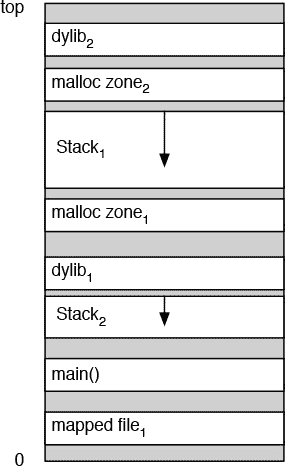 top
dylib₂
malloc zone₂
Stack₁
malloc zone₁
dylib₁
Stack₂
main()
mapped file₁
0